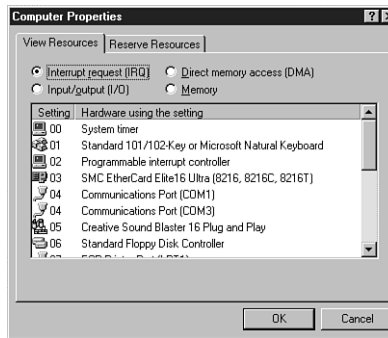 Computer Properties
View Resources Reserve Resources
Interrupt request (IRQ) Direct memory access (DMA)
Input/output (I/O) Memory
Setting Hardware using the setting
00 System timer
01 Standard 101/102-Key or Microsoft Natural Keyboard
02 Programmable interrupt controller
03 SMC EtherCard Elite16 Ultra (8216, 8216C, 8216T)
04 Communications Port (COM1)
04 Communications Port (COM3)
05 Creative Sound Blaster 16 Plug and Play
06 Standard Floppy Disk Controller
OK Cancel